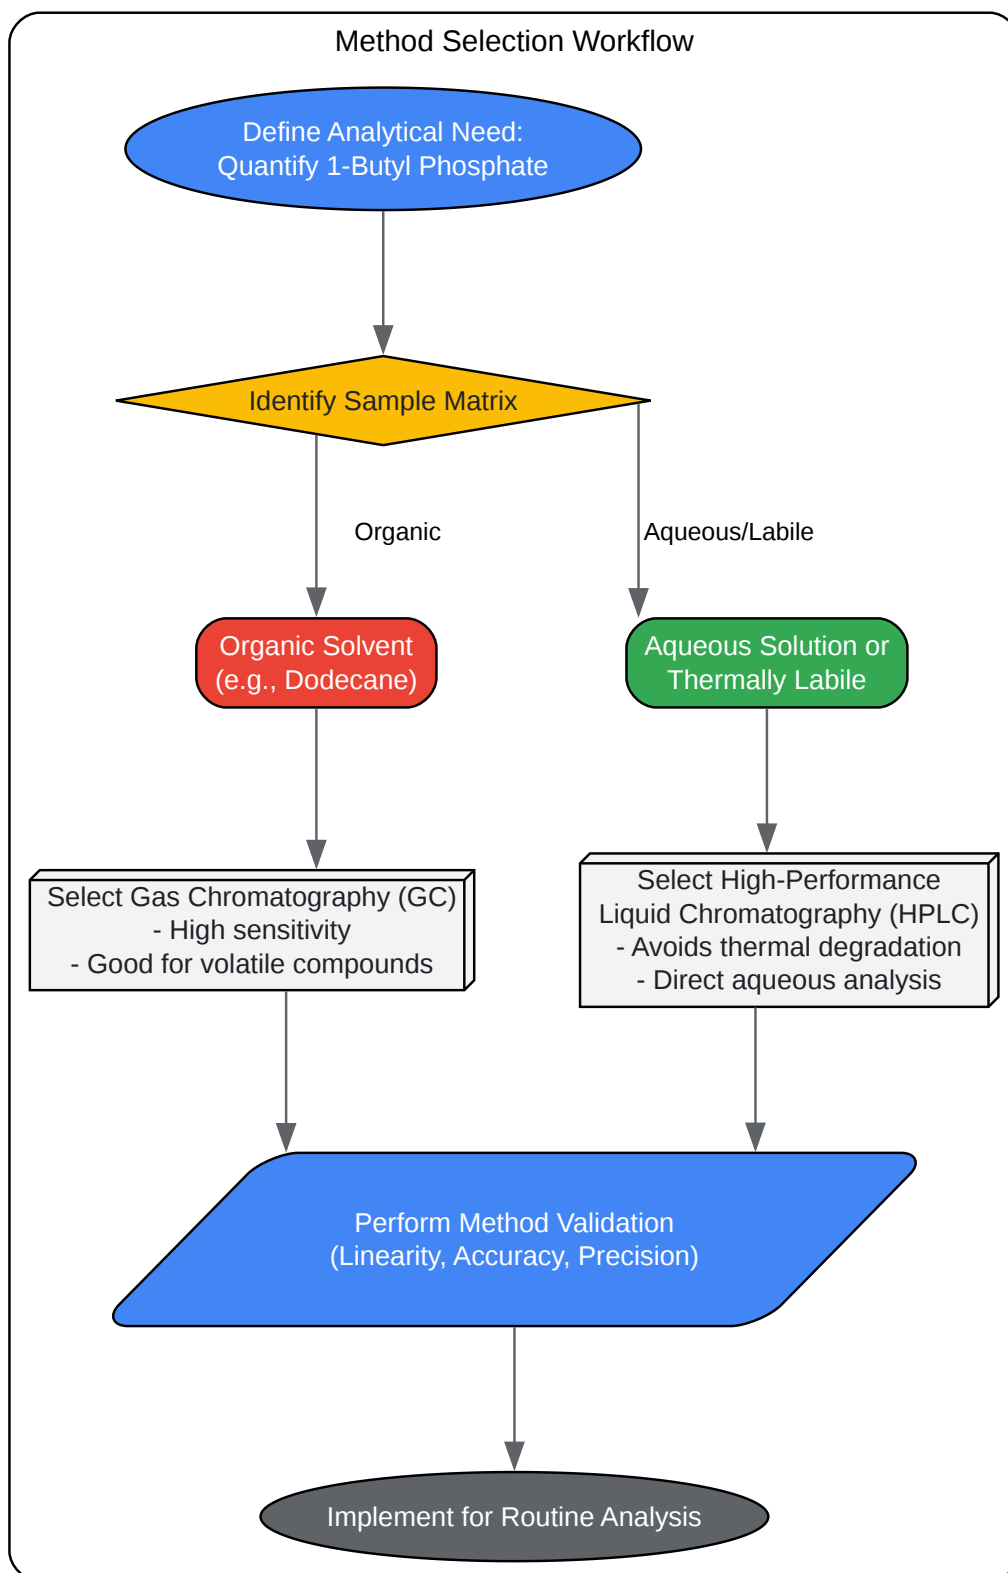 Method Selection Workflow
Define Analytical Need:
Quantify 1-Butyl Phosphate
Identify Sample Matrix
Organic
Aqueous/Labile
Organic Solvent
(e.g., Dodecane)
Aqueous Solution or
Thermally Labile
Select Gas Chromatography (GC)
- High sensitivity
- Good for volatile compounds
Select High-Performance
Liquid Chromatography (HPLC)
- Avoids thermal degradation
- Direct aqueous analysis
Perform Method Validation
(Linearity, Accuracy, Precision)
Implement for Routine Analysis